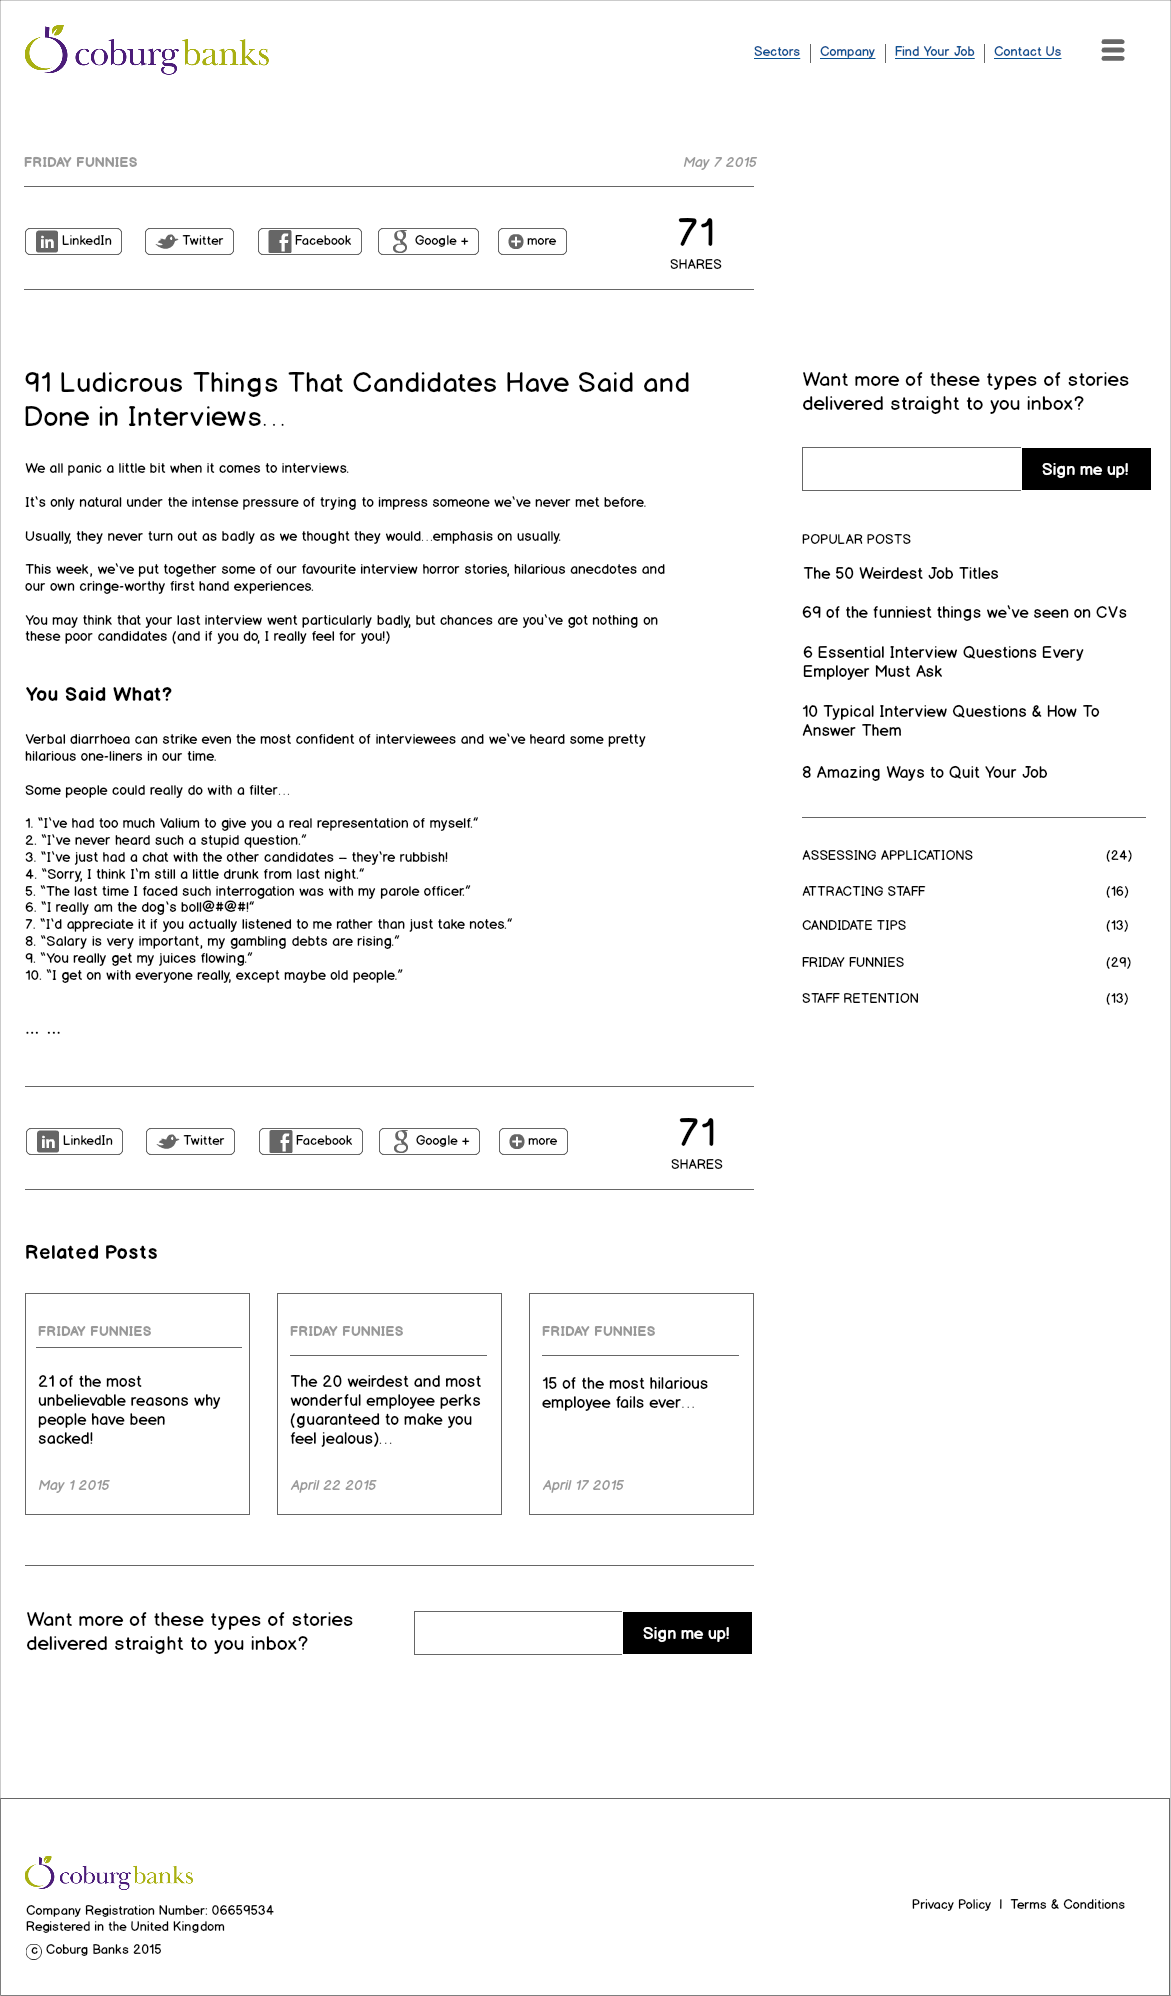 coburg banks
Sectors | Company | Find Your Job | Contact Us
FRIDAY FUNNIES
May 7 2015
LinkedIn
Twitter
Facebook
Google +
more
71
SHARES
91 Ludicrous Things That Candidates Have Said and
Done in Interviews...
We all panic a little bit when it comes to interviews.
It's only natural under the intense pressure of trying to impress someone we've never met before.
Usually, they never turn out as badly as we thought they would...emphasis on usually.
This week, we've put together some of our favourite interview horror stories, hilarious anecdotes and
our own cringe-worthy first hand experiences.
You may think that your last interview went particularly badly, but chances are you've got nothing on
these poor candidates (and if you do, I really feel for you!)
You Said What?
Verbal diarrhoea can strike even the most confident of interviewees and we've heard some pretty
hilarious one-liners in our time.
Some people could really do with a filter...
1. "I've had too much Valium to give you a real representation of myself."
2. "I've never heard such a stupid question."
3. "I've just had a chat with the other candidates – they're rubbish!
4. "Sorry, I think I'm still a little drunk from last night."
5. "The last time I faced such interrogation was with my parole officer."
6. "I really am the dog's boll@#@#!"
7. "I'd appreciate it if you actually listened to me rather than just take notes."
8. "Salary is very important, my gambling debts are rising."
9. "You really get my juices flowing."
10. "I get on with everyone really, except maybe old people."
... ...
LinkedIn
Twitter
Facebook
Google +
more
71
SHARES
Related Posts
FRIDAY FUNNIES
21 of the most
unbelievable reasons why
people have been
sacked!
May 1 2015
FRIDAY FUNNIES
The 20 weirdest and most
wonderful employee perks
(guaranteed to make you
feel jealous)...
April 22 2015
FRIDAY FUNNIES
15 of the most hilarious
employee fails ever...
April 17 2015
Want more of these types of stories
delivered straight to you inbox?
Sign me up!
Want more of these types of stories
delivered straight to you inbox?
Sign me up!
POPULAR POSTS
The 50 Weirdest Job Titles
69 of the funniest things we've seen on CVs
6 Essential Interview Questions Every
Employer Must Ask
10 Typical Interview Questions & How To
Answer Them
8 Amazing Ways to Quit Your Job
ASSESSING APPLICATIONS (24)
ATTRACTING STAFF (16)
CANDIDATE TIPS (13)
FRIDAY FUNNIES (29)
STAFF RETENTION (13)
coburg banks
Company Registration Number: 06659534
Registered in the United Kingdom
© Coburg Banks 2015
Privacy Policy | Terms & Conditions